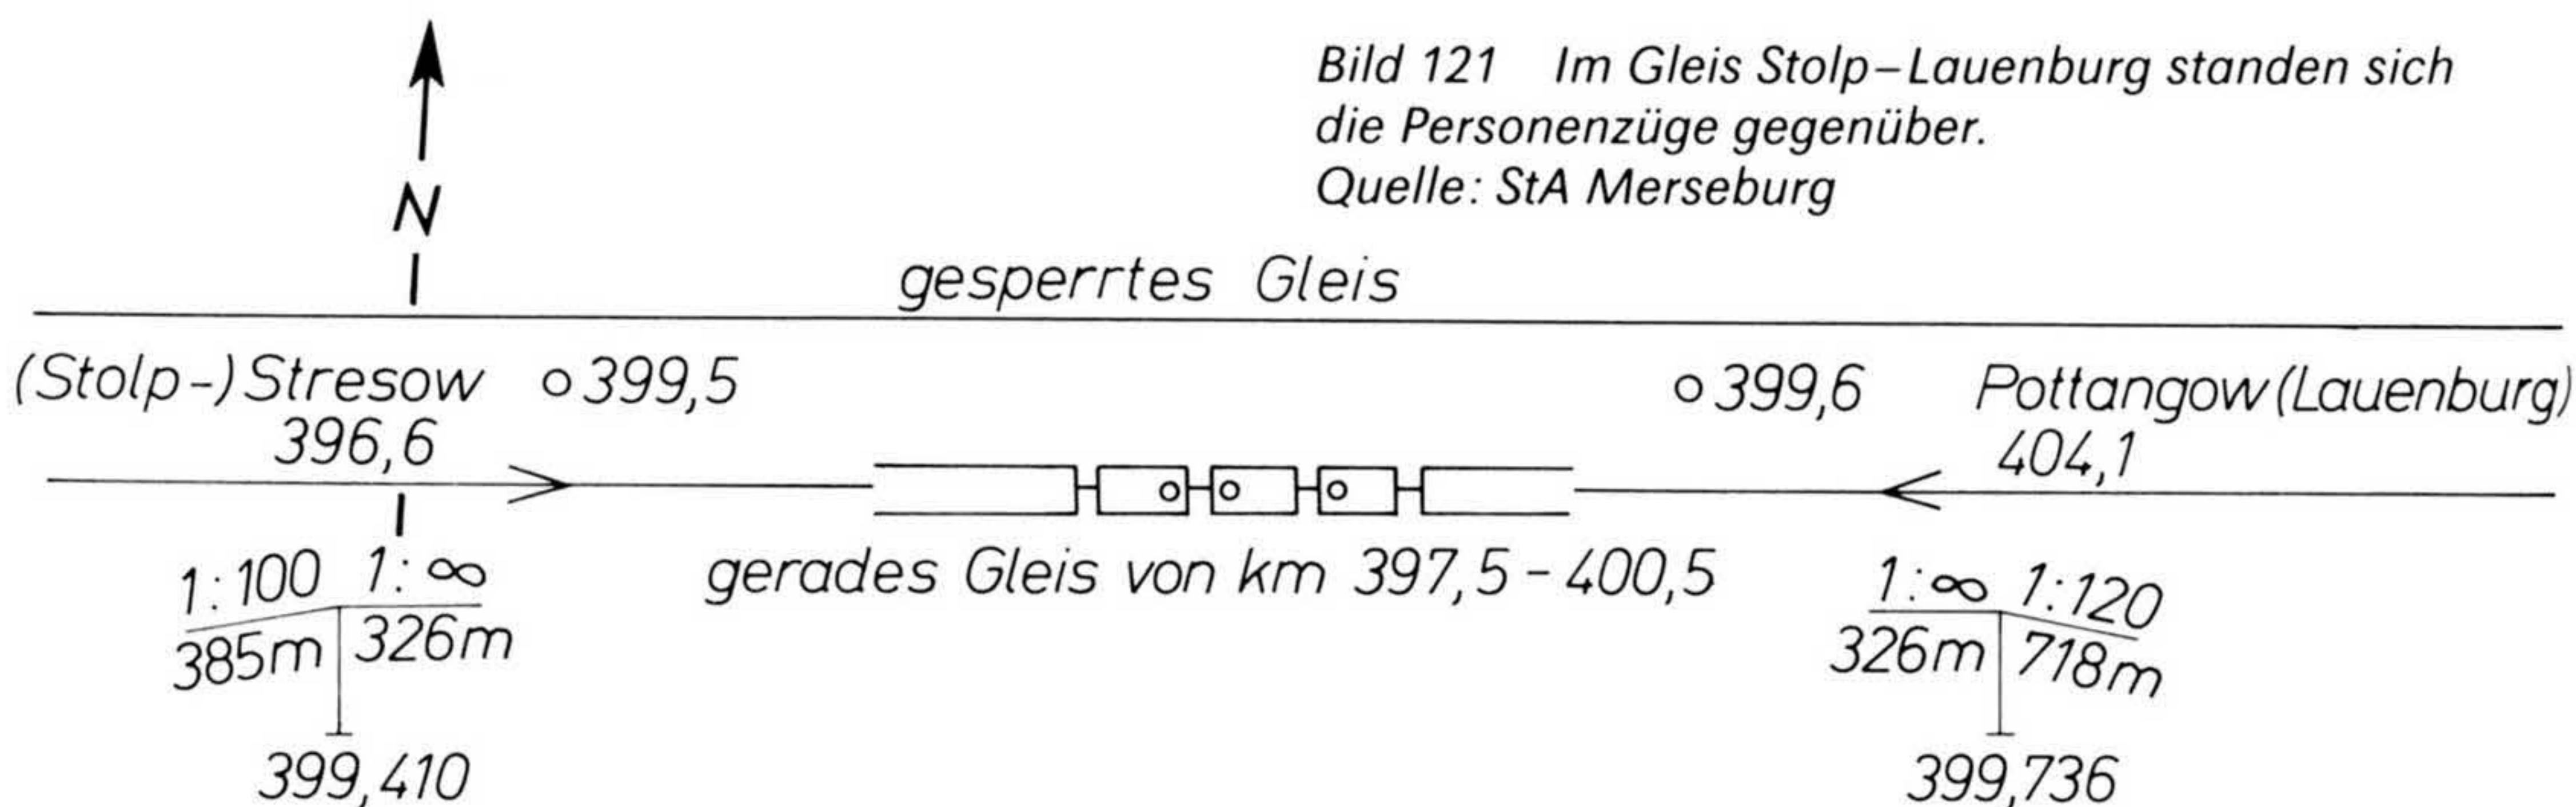 Bild 121 Im Gleis Stolp–Lauenburg standen sich
die Personenzüge gegenüber.
Quelle: StA Merseburg
N
gesperrtes Gleis
(Stolp-) Stresow 399,5 399,6 Pottangow (Lauenburg)
396,6 404,1
gerades Gleis von km 397,5 - 400,5
1:100 1:∞ 1:∞ 1:120
385m 326m 326m 718m
399,410 399,736